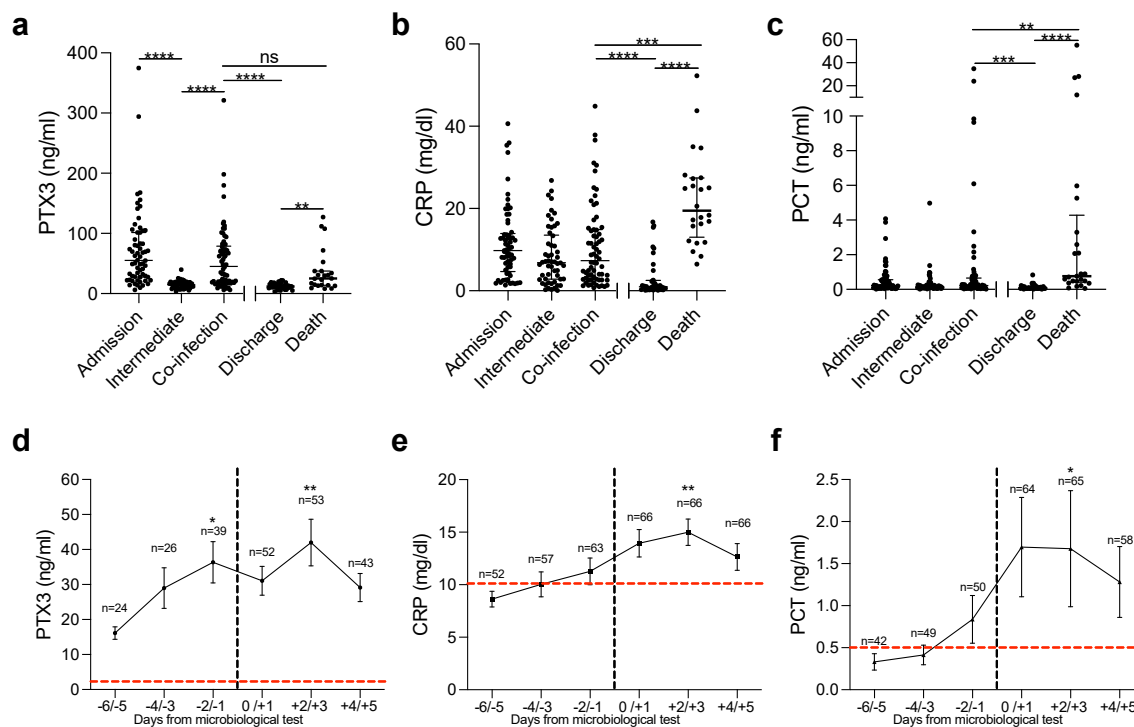 a
PTX3 (ng/ml)
400
300
200
100
0
****
****
ns
****
**
Admission
Intermediate
Co-infection
Discharge
Death
b
CRP (mg/dl)
60
40
20
0
***
****
****
Admission
Intermediate
Co-infection
Discharge
Death
c
PCT (ng/ml)
60
50
40
30
20
10
6
4
2
0
**
****
***
Admission
Intermediate
Co-infection
Discharge
Death
d
PTX3 (ng/ml)
60
50
40
30
20
10
0
n=24
n=26
*
n=39
n=52
**
n=53
n=43
-6/-5
-4/-3
-2/-1
0 /+1
+2/+3
+4/+5
Days from microbiological test
e
CRP (mg/dl)
20
15
10
5
0
n=52
n=57
n=63
n=66
**
n=66
n=66
-6/-5
-4/-3
-2/-1
0 /+1
+2/+3
+4/+5
Days from microbiological test
f
PCT (ng/ml)
2.5
2.0
1.5
1.0
0.5
0.0
n=42
n=49
n=50
n=64
*
n=65
n=58
-6/-5
-4/-3
-2/-1
0 /+1
+2/+3
+4/+5
Days from microbiological test